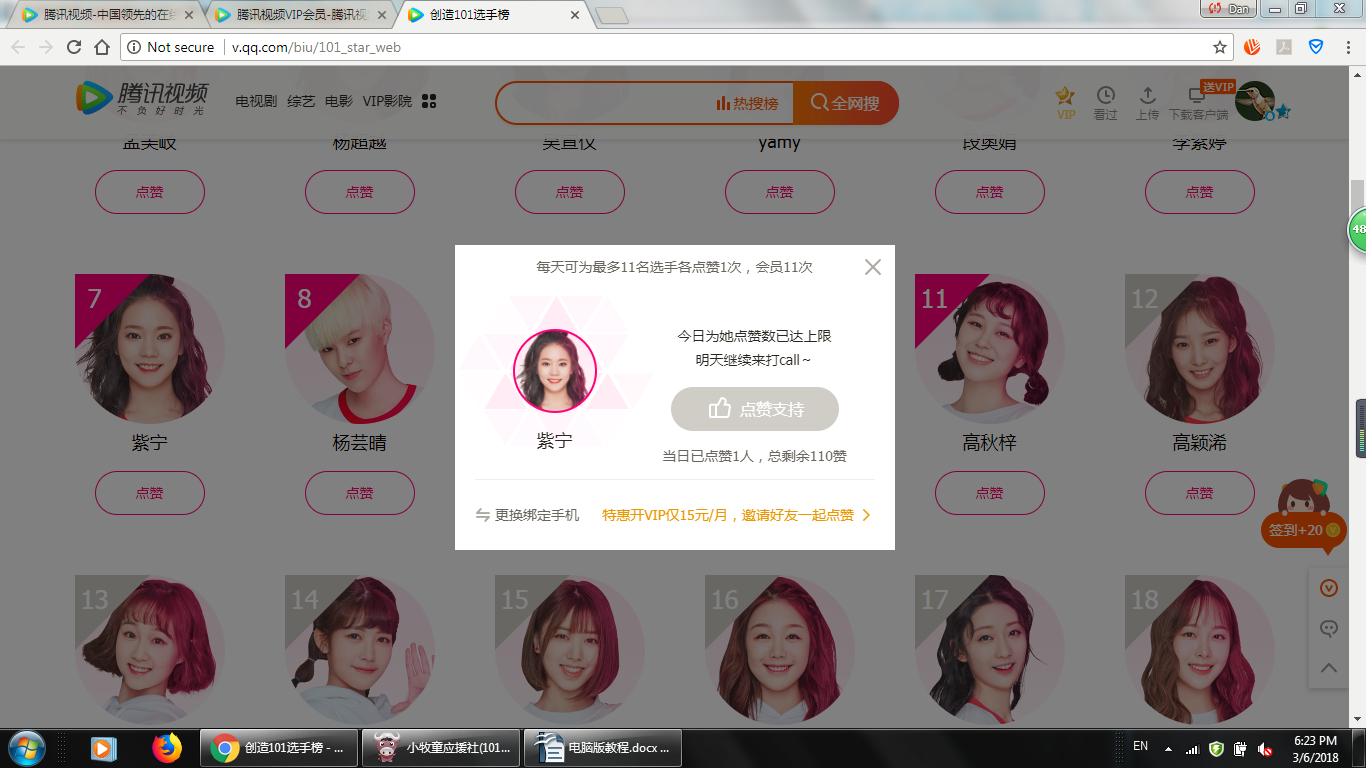 腾讯视频-中国领先的在线
腾讯视频VIP会员-腾讯视频
创造101选手榜
Dan
Not secure
v.qq.com/biu/101_star_web
腾讯视频
不负好时光
电视剧 综艺 电影 VIP影院
热搜榜
全网搜
VIP
看过
上传
下载客户端
送VIP
孟美岐
杨超越
吴宣仪
yamy
段奥娟
李紫婷
点赞
点赞
点赞
点赞
点赞
点赞
7
8
11
12
紫宁
杨芸晴
高秋梓
高颖浠
点赞
点赞
点赞
点赞
每天可为最多11名选手各点赞1次，会员11次
紫宁
今日为她点赞数已达上限
明天继续来打call～
点赞支持
当日已点赞1人，总剩余110赞
更换绑定手机
特惠开VIP仅15元/月，邀请好友一起点赞
48
签到+20
13
14
15
16
17
18
创造101选手榜 - ...
小牧童应援社(101...
电脑版教程.docx ...
EN
6:23 PM
3/6/2018